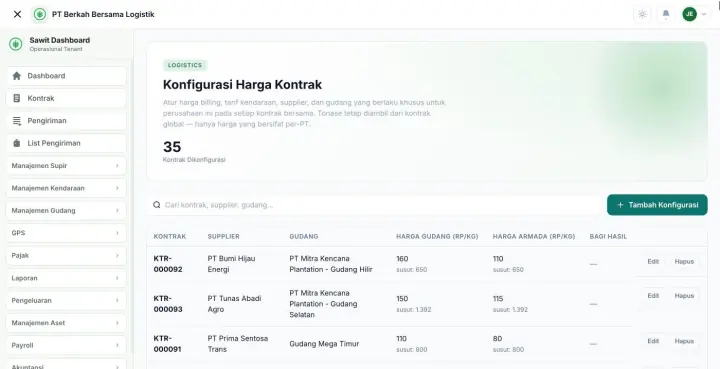 PT Berkah Bersama Logistik
JE
Sawit Dashboard
Operasional Tenant
Dashboard
Kontrak
Pengiriman
List Pengiriman
Manajemen Supir
Manajemen Kendaraan
Manajemen Gudang
GPS
Pajak
Laporan
Pengeluaran
Manajemen Aset
Payroll
Akuntansi
LOGISTICS
Konfigurasi Harga Kontrak
Atur harga billing, tarif kendaraan, supplier, dan gudang yang berlaku khusus untuk
perusahaan ini pada setiap kontrak bersama. Tonase tetap diambil dari kontrak
global — hanya harga yang bersifat per-PT.
35
Kontrak Dikonfigurasi
Cari kontrak, supplier, gudang...
+ Tambah Konfigurasi
KONTRAK SUPPLIER GUDANG HARGA GUDANG (RP/KG) HARGA ARMADA (RP/KG) BAGI HASIL
KTR-
000092
PT Bumi Hijau
Energi
PT Mitra Kencana
Plantation - Gudang Hilir
160
susut: 650
110
susut: 650
—
Edit Hapus
KTR-
000093
PT Tunas Abadi
Agro
PT Mitra Kencana
Plantation - Gudang
Selatan
150
susut: 1.392
115
susut: 1.392
—
Edit Hapus
KTR-
000091
PT Prima Sentosa
Trans
Gudang Mega Timur
110
susut: 800
80
susut: 800
—
Edit Hapus